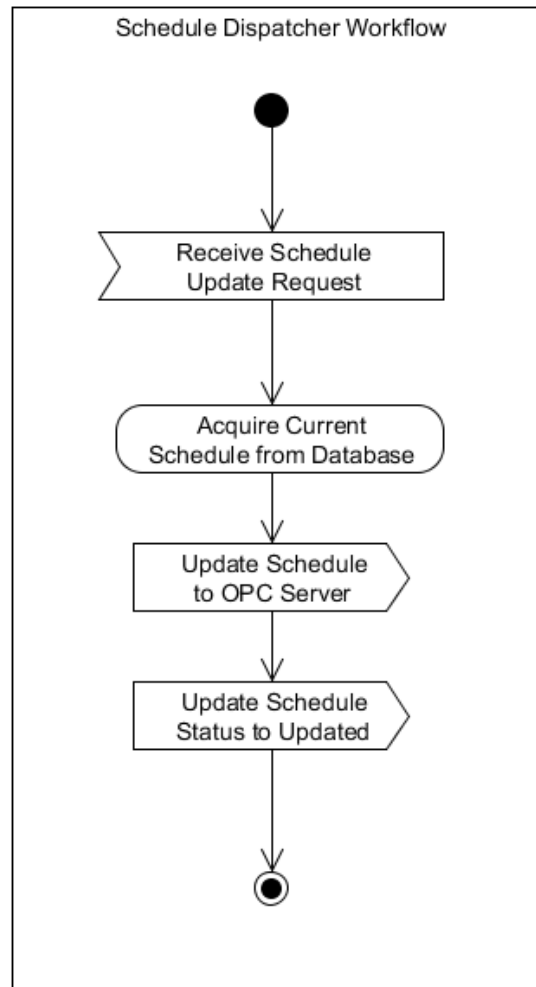 Schedule Dispatcher Workflow
Receive Schedule
Update Request
Acquire Current
Schedule from Database
Update Schedule
to OPC Server
Update Schedule
Status to Updated